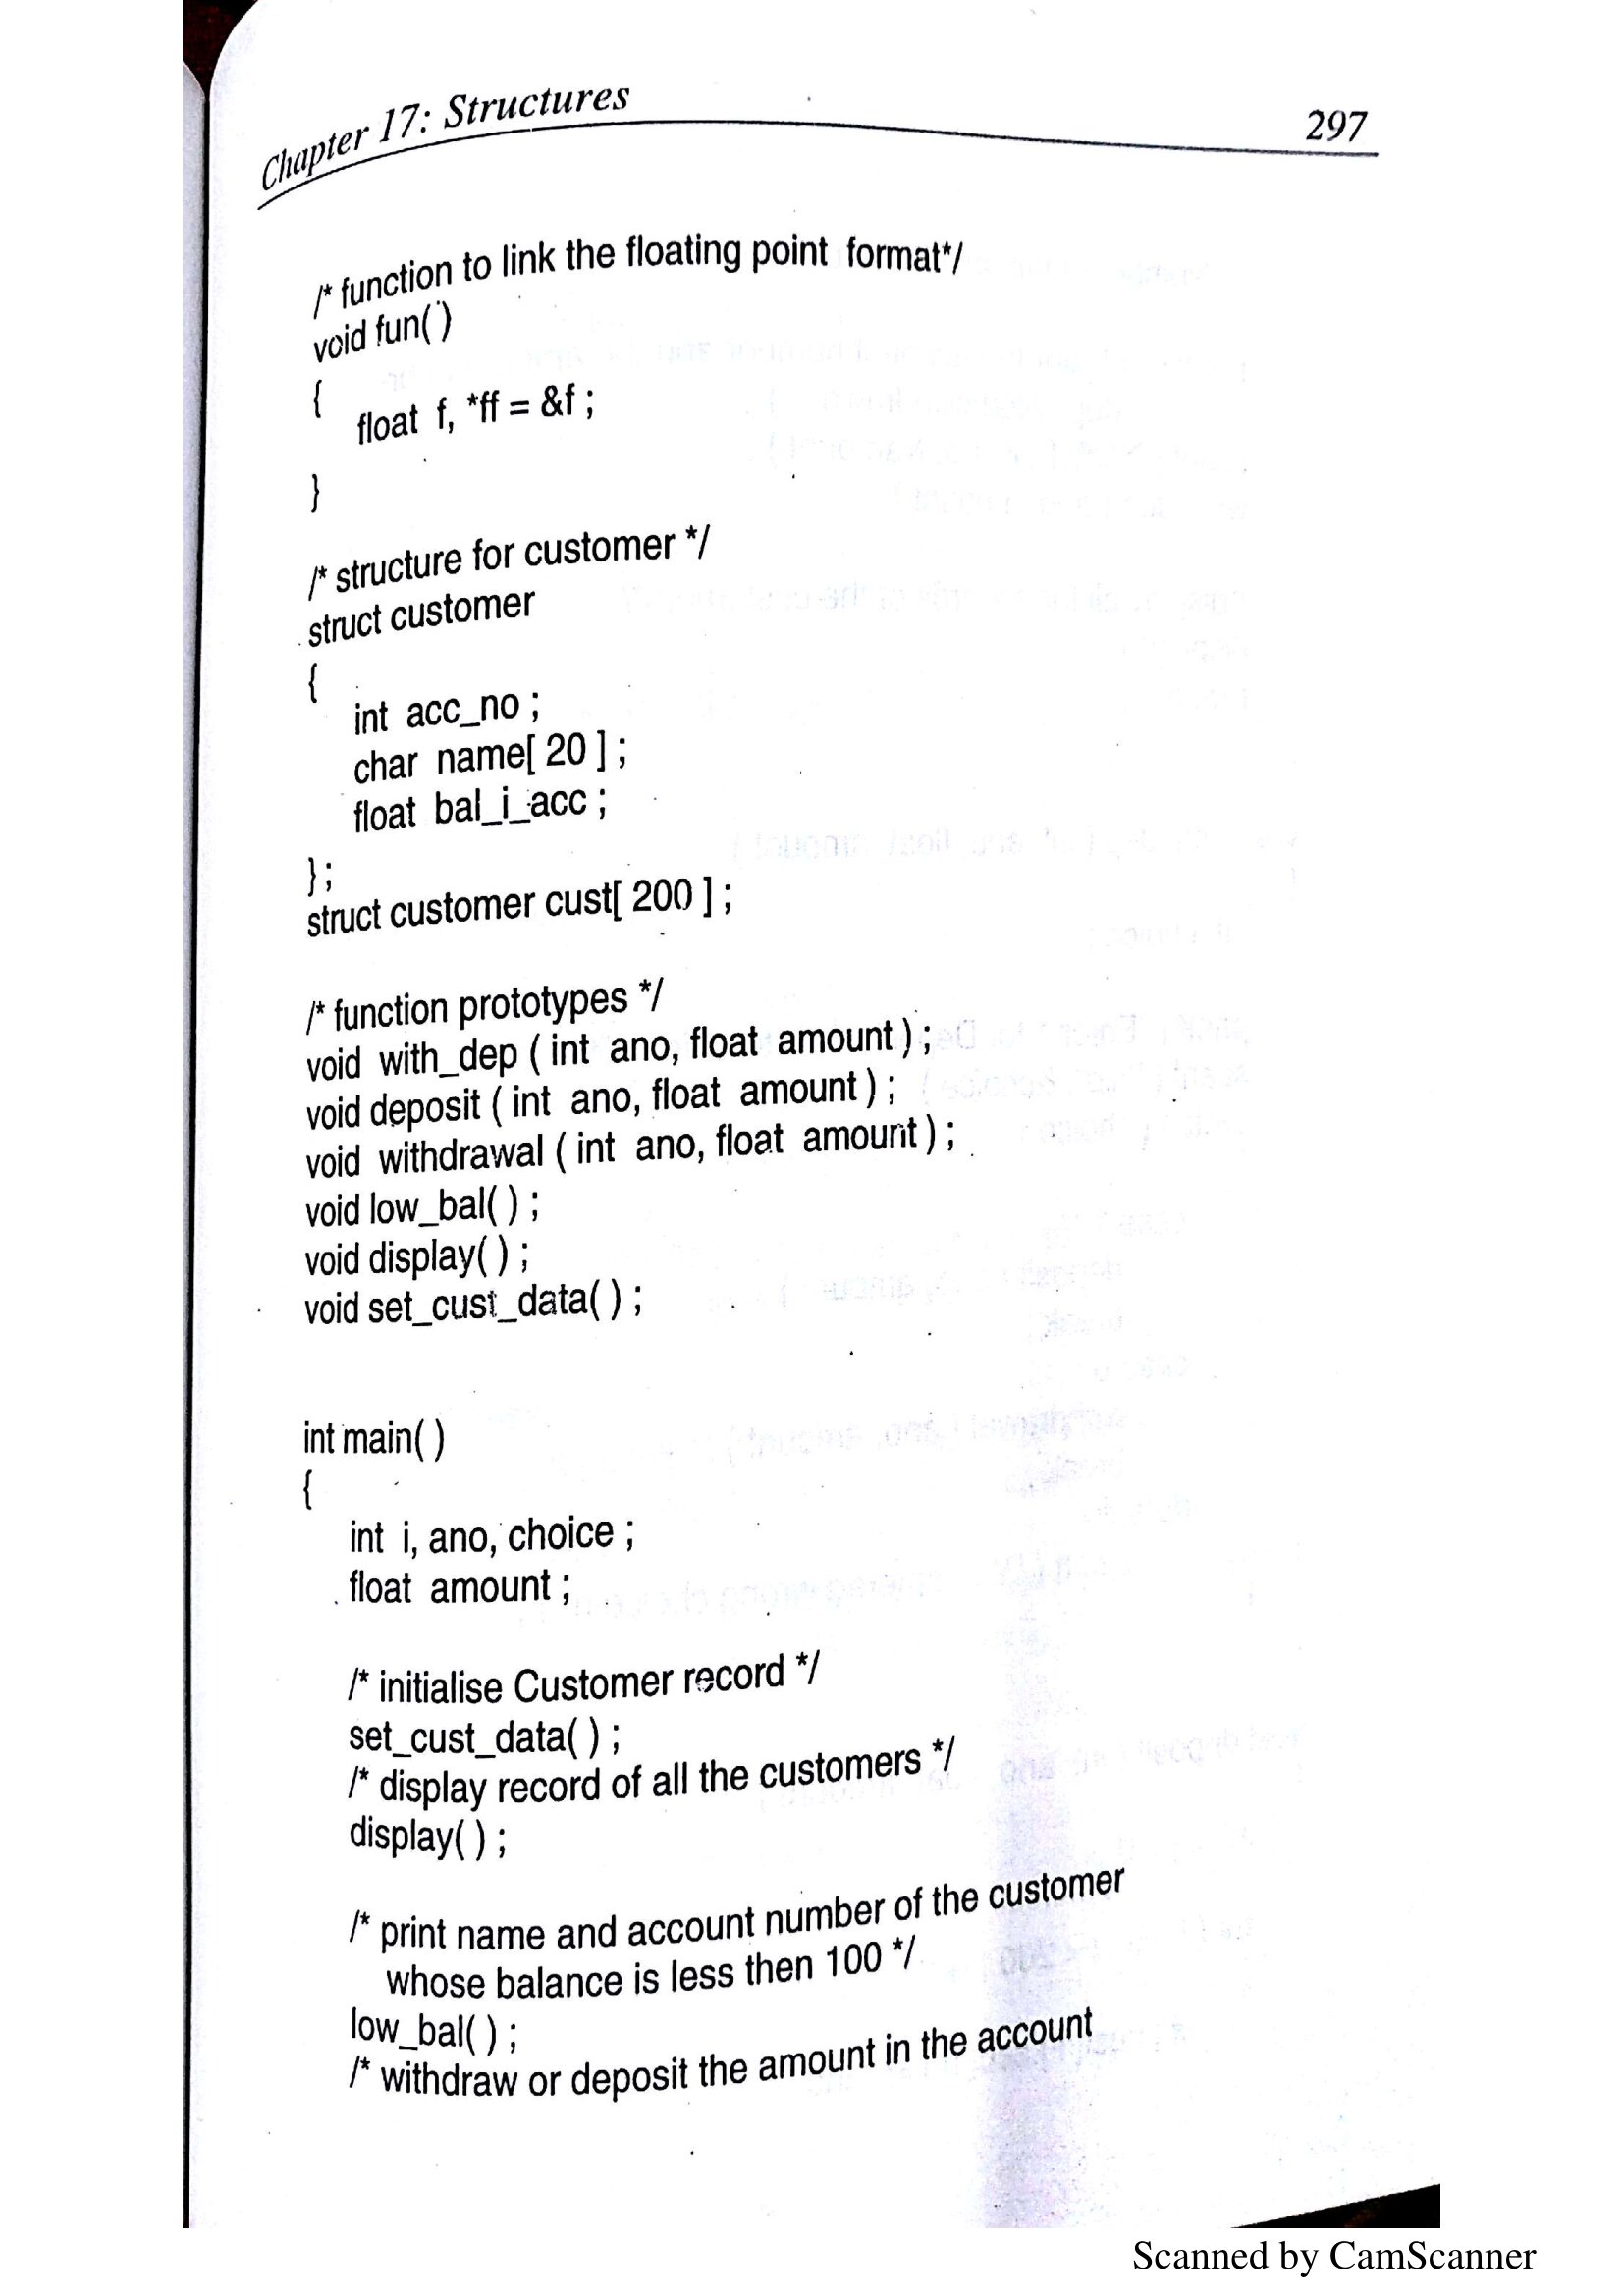 Chapter 17: Structures 297
/* function to link the floating point format*/
void fun( )
{
float f, *ff = &f ;
}
/* structure for customer */
struct customer
{
int acc_no ;
char name[ 20 ] ;
float bal_i_acc ;
} ;
struct customer cust[ 200 ] ;
/* function prototypes */
void with_dep ( int ano, float amount ) ;
void deposit ( int ano, float amount ) ;
void withdrawal ( int ano, float amount ) ;
void low_bal( ) ;
void display( ) ;
void set_cust_data( ) ;
int main( )
{
int i, ano, choice ;
float amount ;
/* initialise Customer record */
set_cust_data( ) ;
/* display record of all the customers */
display( ) ;
/* print name and account number of the customer
whose balance is less then 100 */
low_bal( ) ;
/* withdraw or deposit the amount in the account
Scanned by CamScanner